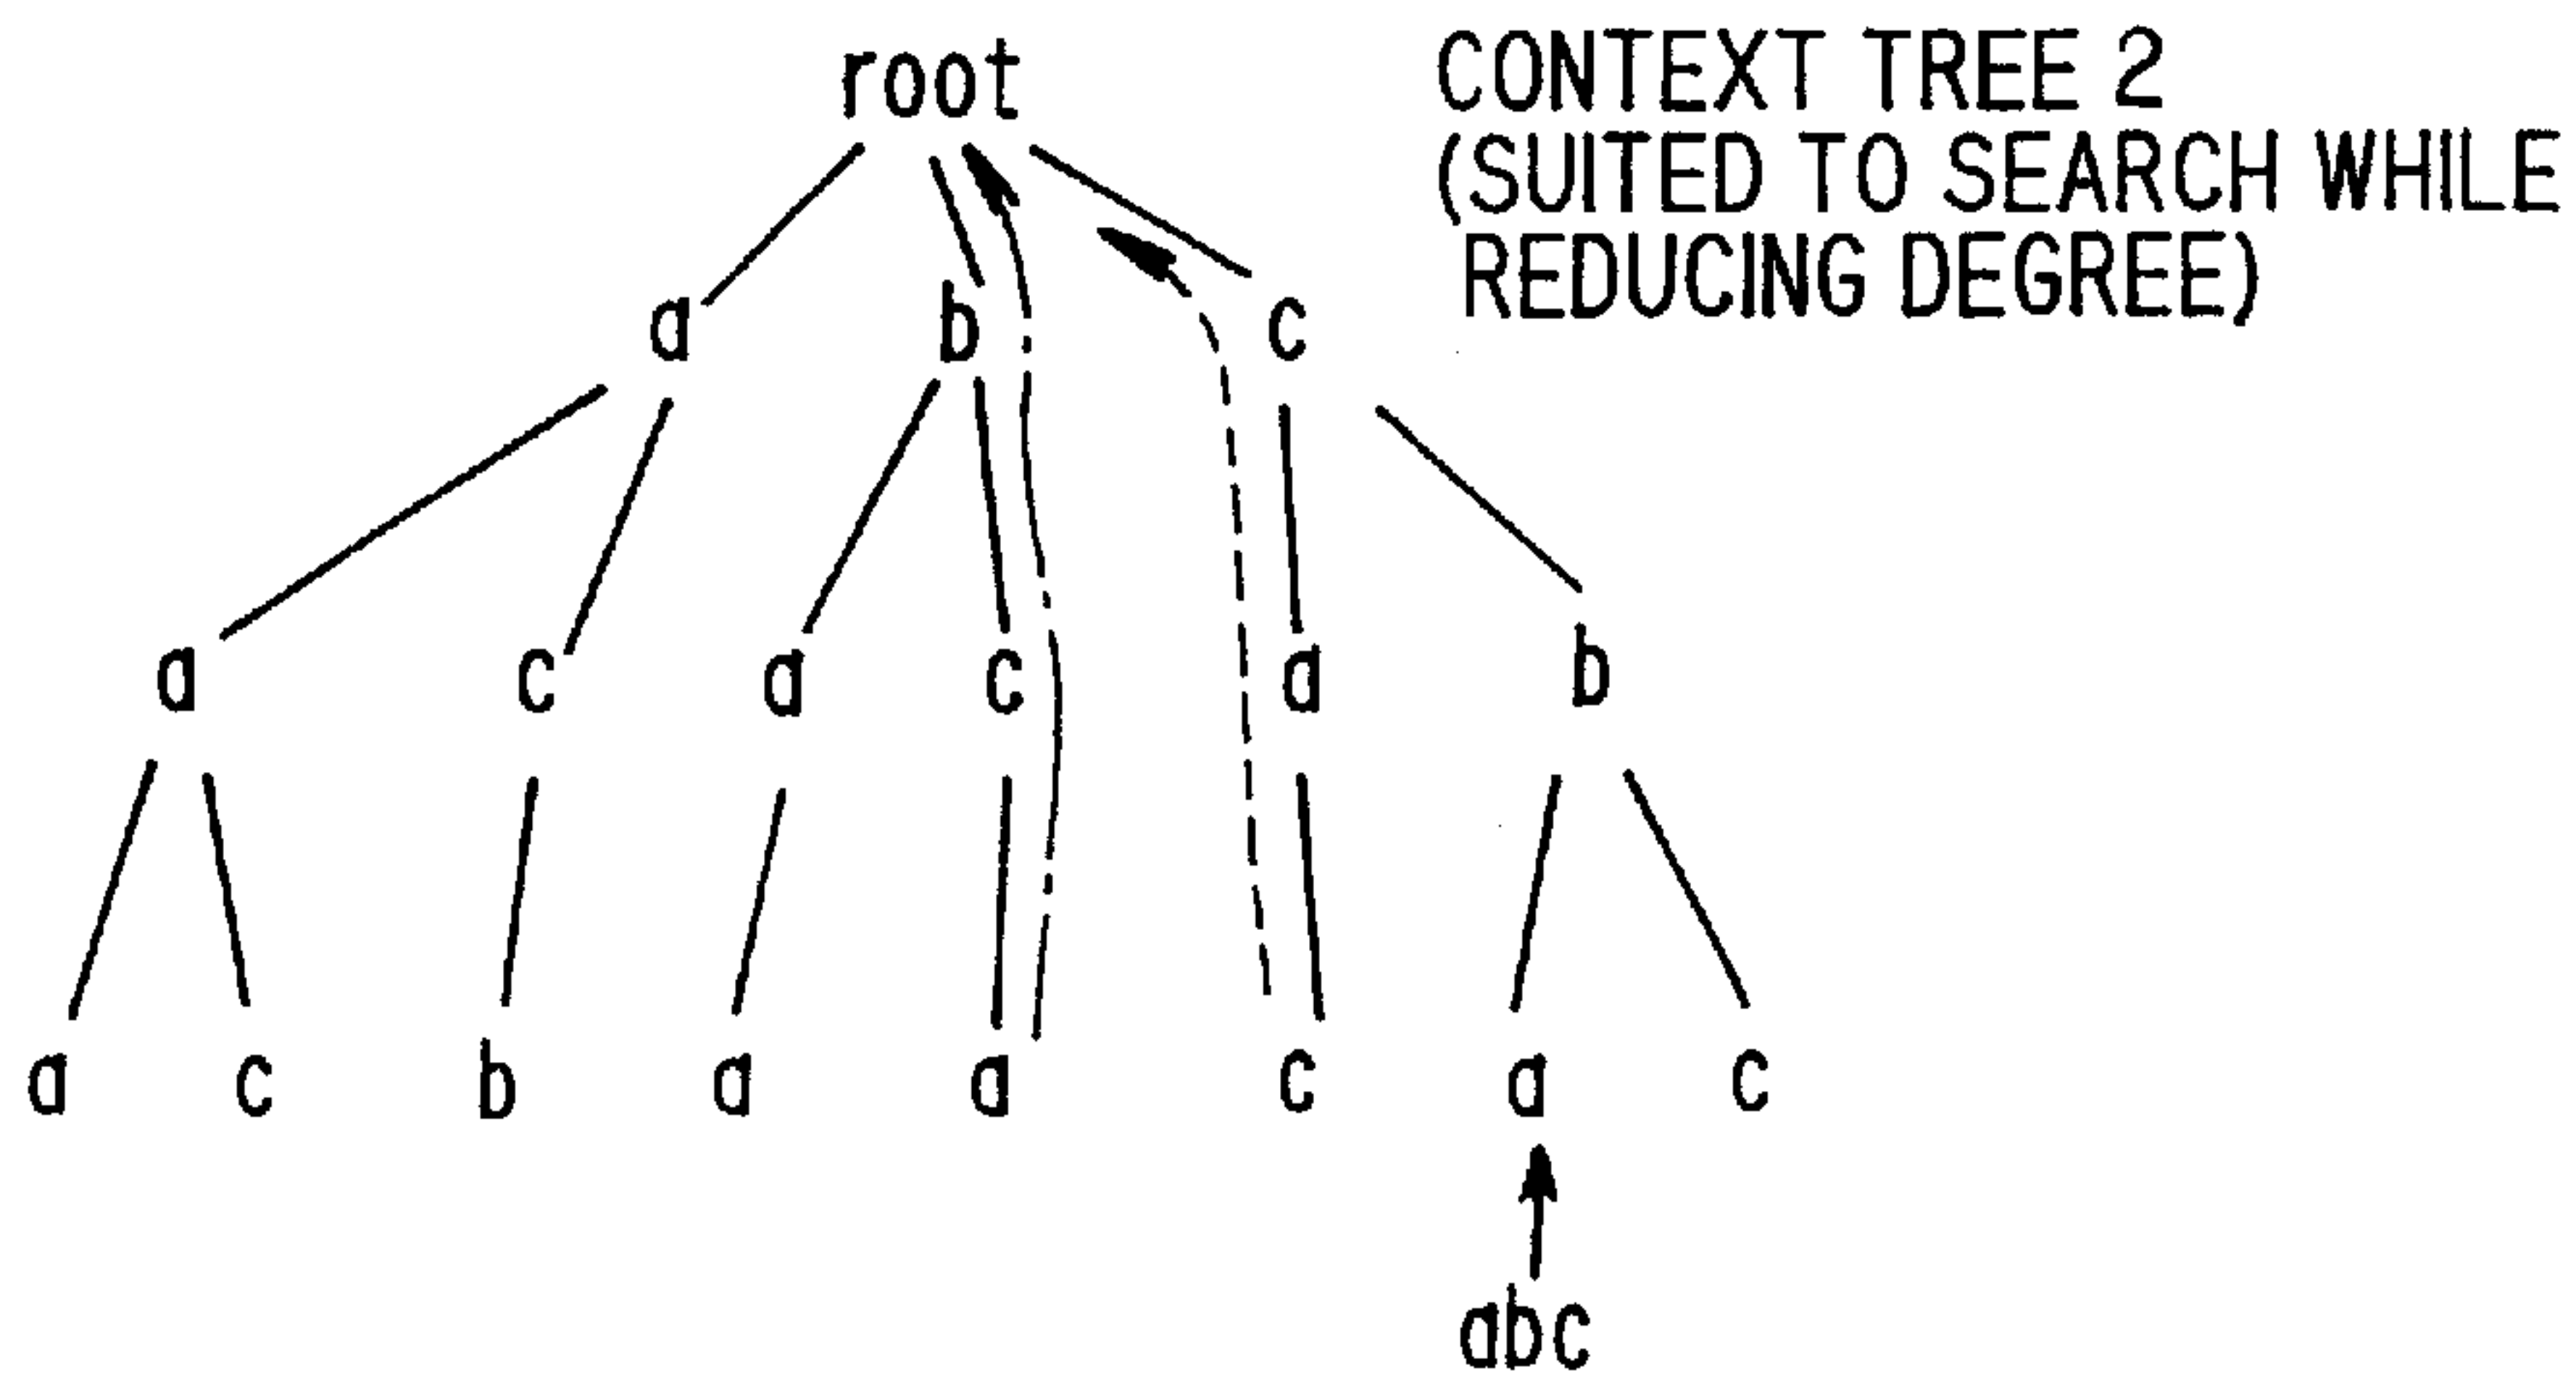 root
CONTEXT TREE 2
(SUITED TO SEARCH WHILE
REDUCING DEGREE)
a b c
a c a c a b
a c b a a c a c
abc